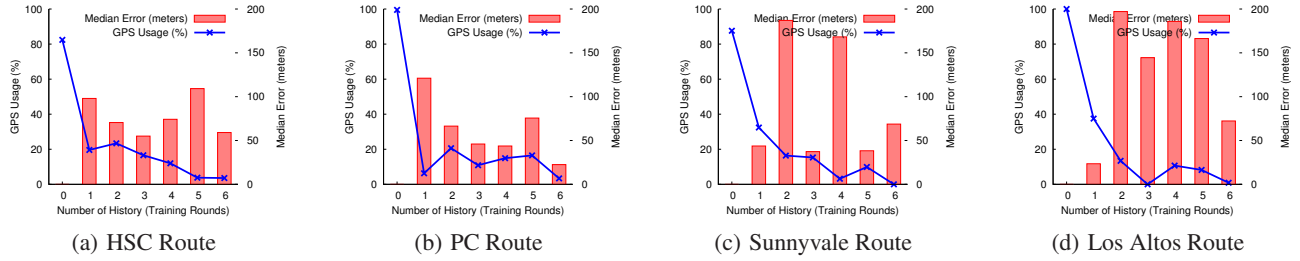 Median Error (meters)
GPS Usage (%)
GPS Usage (%)
100
80
60
40
20
0
200
150
100
50
0
Median Error (meters)
0 1 2 3 4 5 6
Number of History (Training Rounds)
(a) HSC Route
Median Error (meters)
GPS Usage (%)
GPS Usage (%)
100
80
60
40
20
0
200
150
100
50
0
Median Error (meters)
0 1 2 3 4 5 6
Number of History (Training Rounds)
(b) PC Route
Median Error (meters)
GPS Usage (%)
GPS Usage (%)
100
80
60
40
20
0
200
150
100
50
0
Median Error (meters)
0 1 2 3 4 5 6
Number of History (Training Rounds)
(c) Sunnyvale Route
Median Error (meters)
GPS Usage (%)
GPS Usage (%)
100
80
60
40
20
0
200
150
100
50
0
Median Error (meters)
0 1 2 3 4 5 6
Number of History (Training Rounds)
(d) Los Altos Route